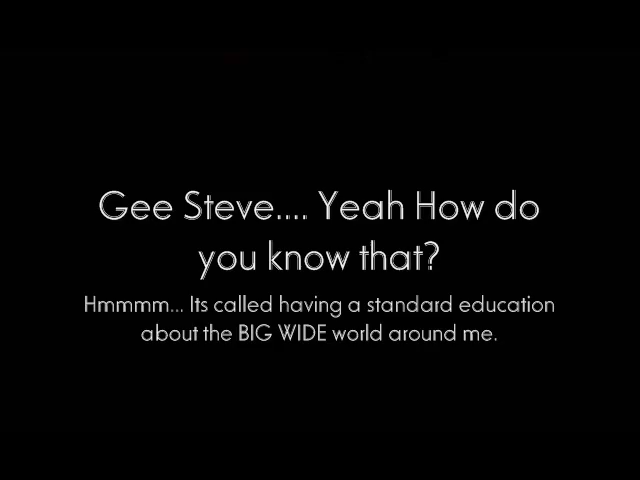 Gee Steve.... Yeah How do
you know that?
Hmmmm... Its called having a standard education
about the BIG WIDE world around me.